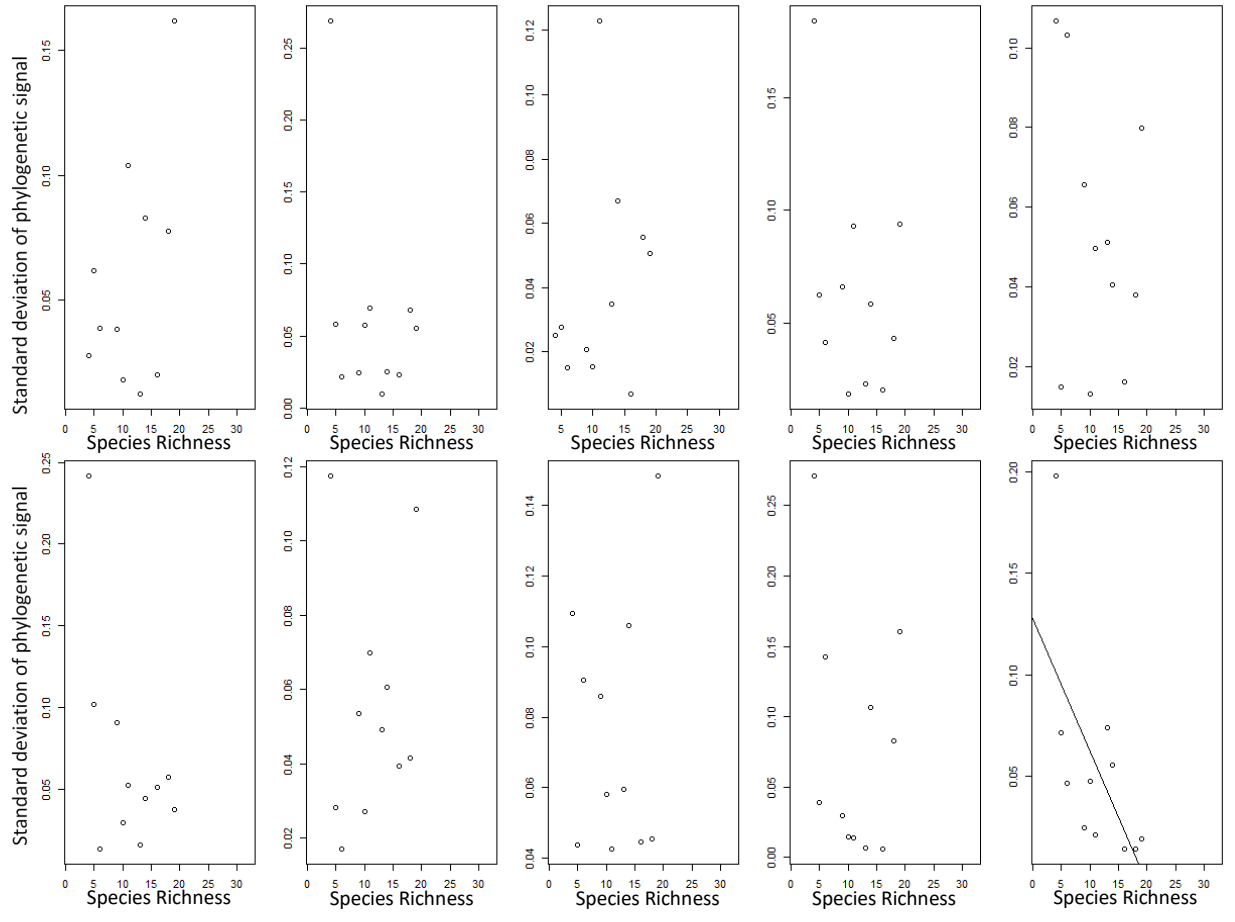 Standard deviation of phylogenetic signal
0.05 0.10 0.15
0 5 10 15 20 25 30
Species Richness
0.00 0.05 0.10 0.15 0.20 0.25
0 5 10 15 20 25 30
Species Richness
0.02 0.04 0.06 0.08 0.10 0.12
0 5 10 15 20 25 30
Species Richness
0.05 0.10 0.15
0 5 10 15 20 25 30
Species Richness
0.02 0.04 0.06 0.08 0.10
0 5 10 15 20 25 30
Species Richness
Standard deviation of phylogenetic signal
0.05 0.10 0.15 0.20 0.25
0 5 10 15 20 25 30
Species Richness
0.02 0.04 0.06 0.08 0.10 0.12
0 5 10 15 20 25 30
Species Richness
0.04 0.06 0.08 0.10 0.12 0.14
0 5 10 15 20 25 30
Species Richness
0.00 0.05 0.10 0.15 0.20 0.25
0 5 10 15 20 25 30
Species Richness
0.05 0.10 0.15 0.20
0 5 10 15 20 25 30
Species Richness